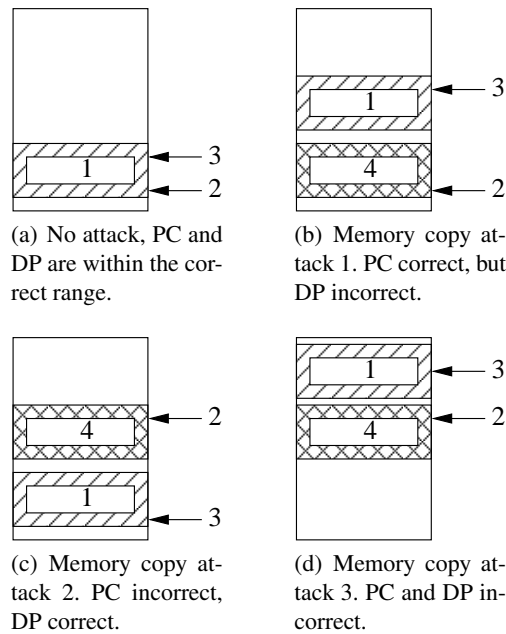 1
3
2
(a) No attack, PC and
DP are within the cor-
rect range.
1
3
4
2
(b) Memory copy at-
tack 1. PC correct, but
DP incorrect.
2
4
1
3
(c) Memory copy at-
tack 2. PC incorrect,
DP correct.
1
3
2
4
(d) Memory copy at-
tack 3. PC and DP in-
correct.